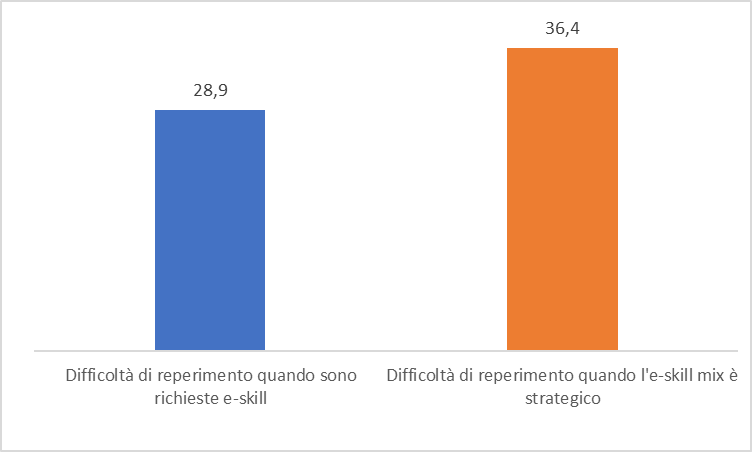 28,9
36,4
Difficoltà di reperimento quando sono
richieste e-skill
Difficoltà di reperimento quando l'e-skill mix è
strategico